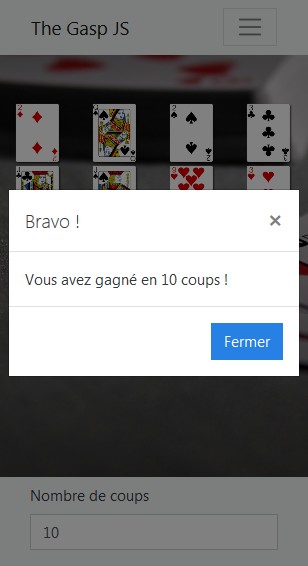 The Gasp JS
Bravo !
×
Vous avez gagné en 10 coups !
Fermer
Nombre de coups
10